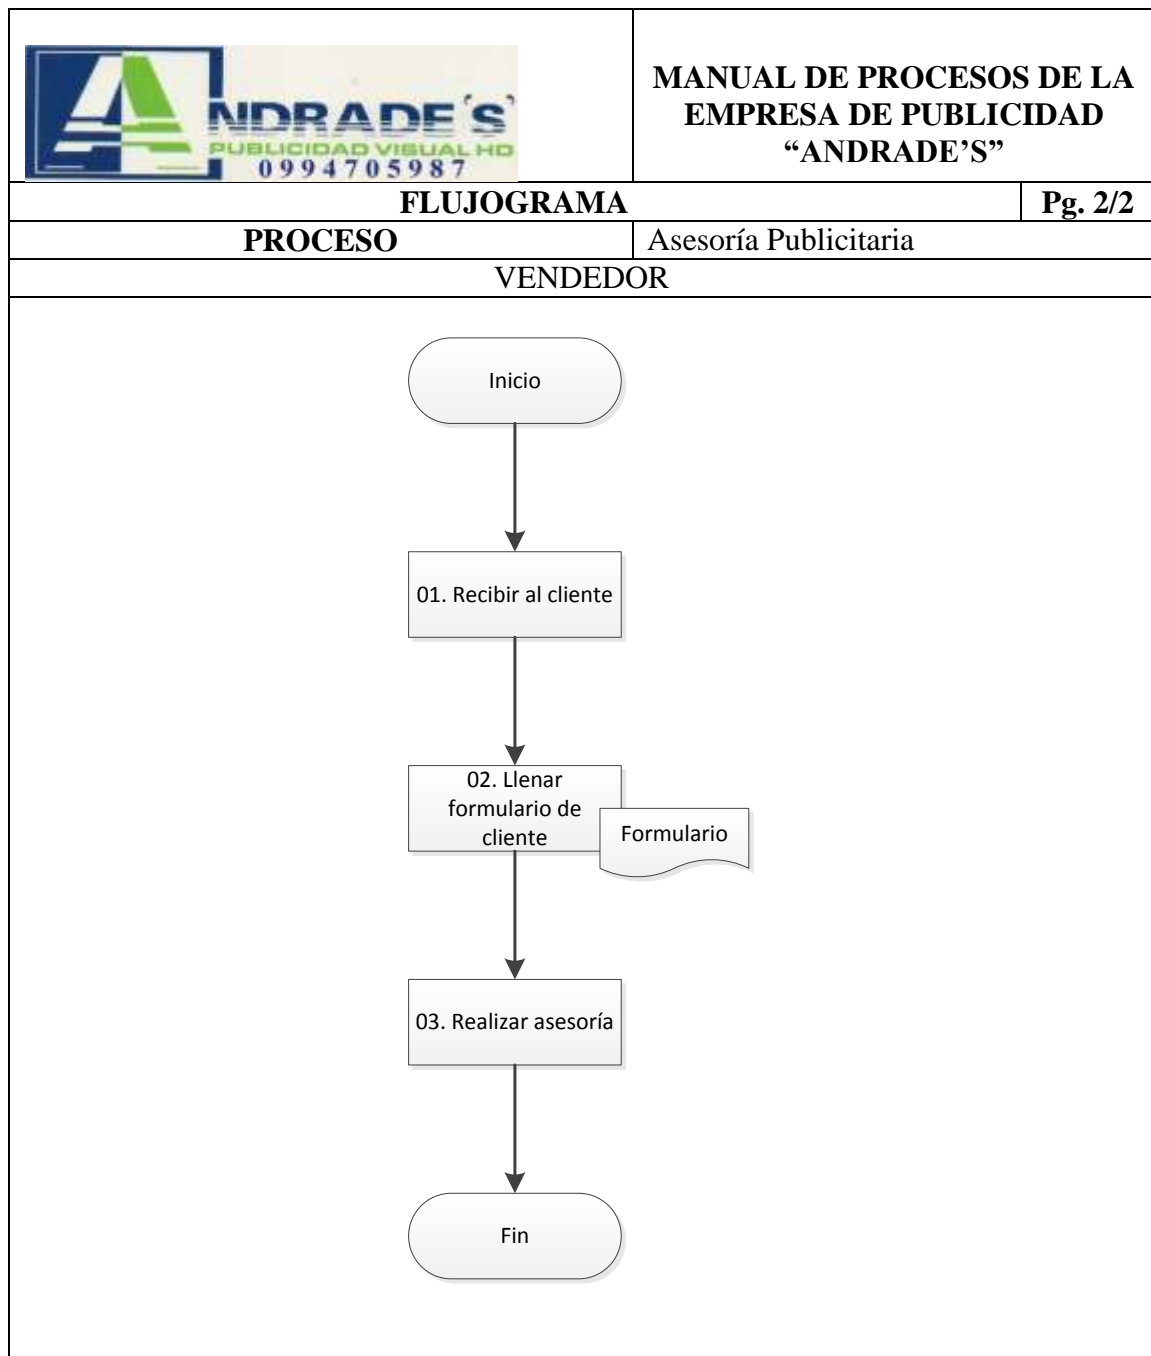 ANDRADE´S
PUBLICIDAD VISUAL HD
0994705987
MANUAL DE PROCESOS DE LA
EMPRESA DE PUBLICIDAD
“ANDRADE’S”
FLUJOGRAMA
Pg. 2/2
PROCESO
Asesoría Publicitaria
VENDEDOR
Inicio
01. Recibir al cliente
02. Llenar
formulario de
cliente
Formulario
03. Realizar asesoría
Fin